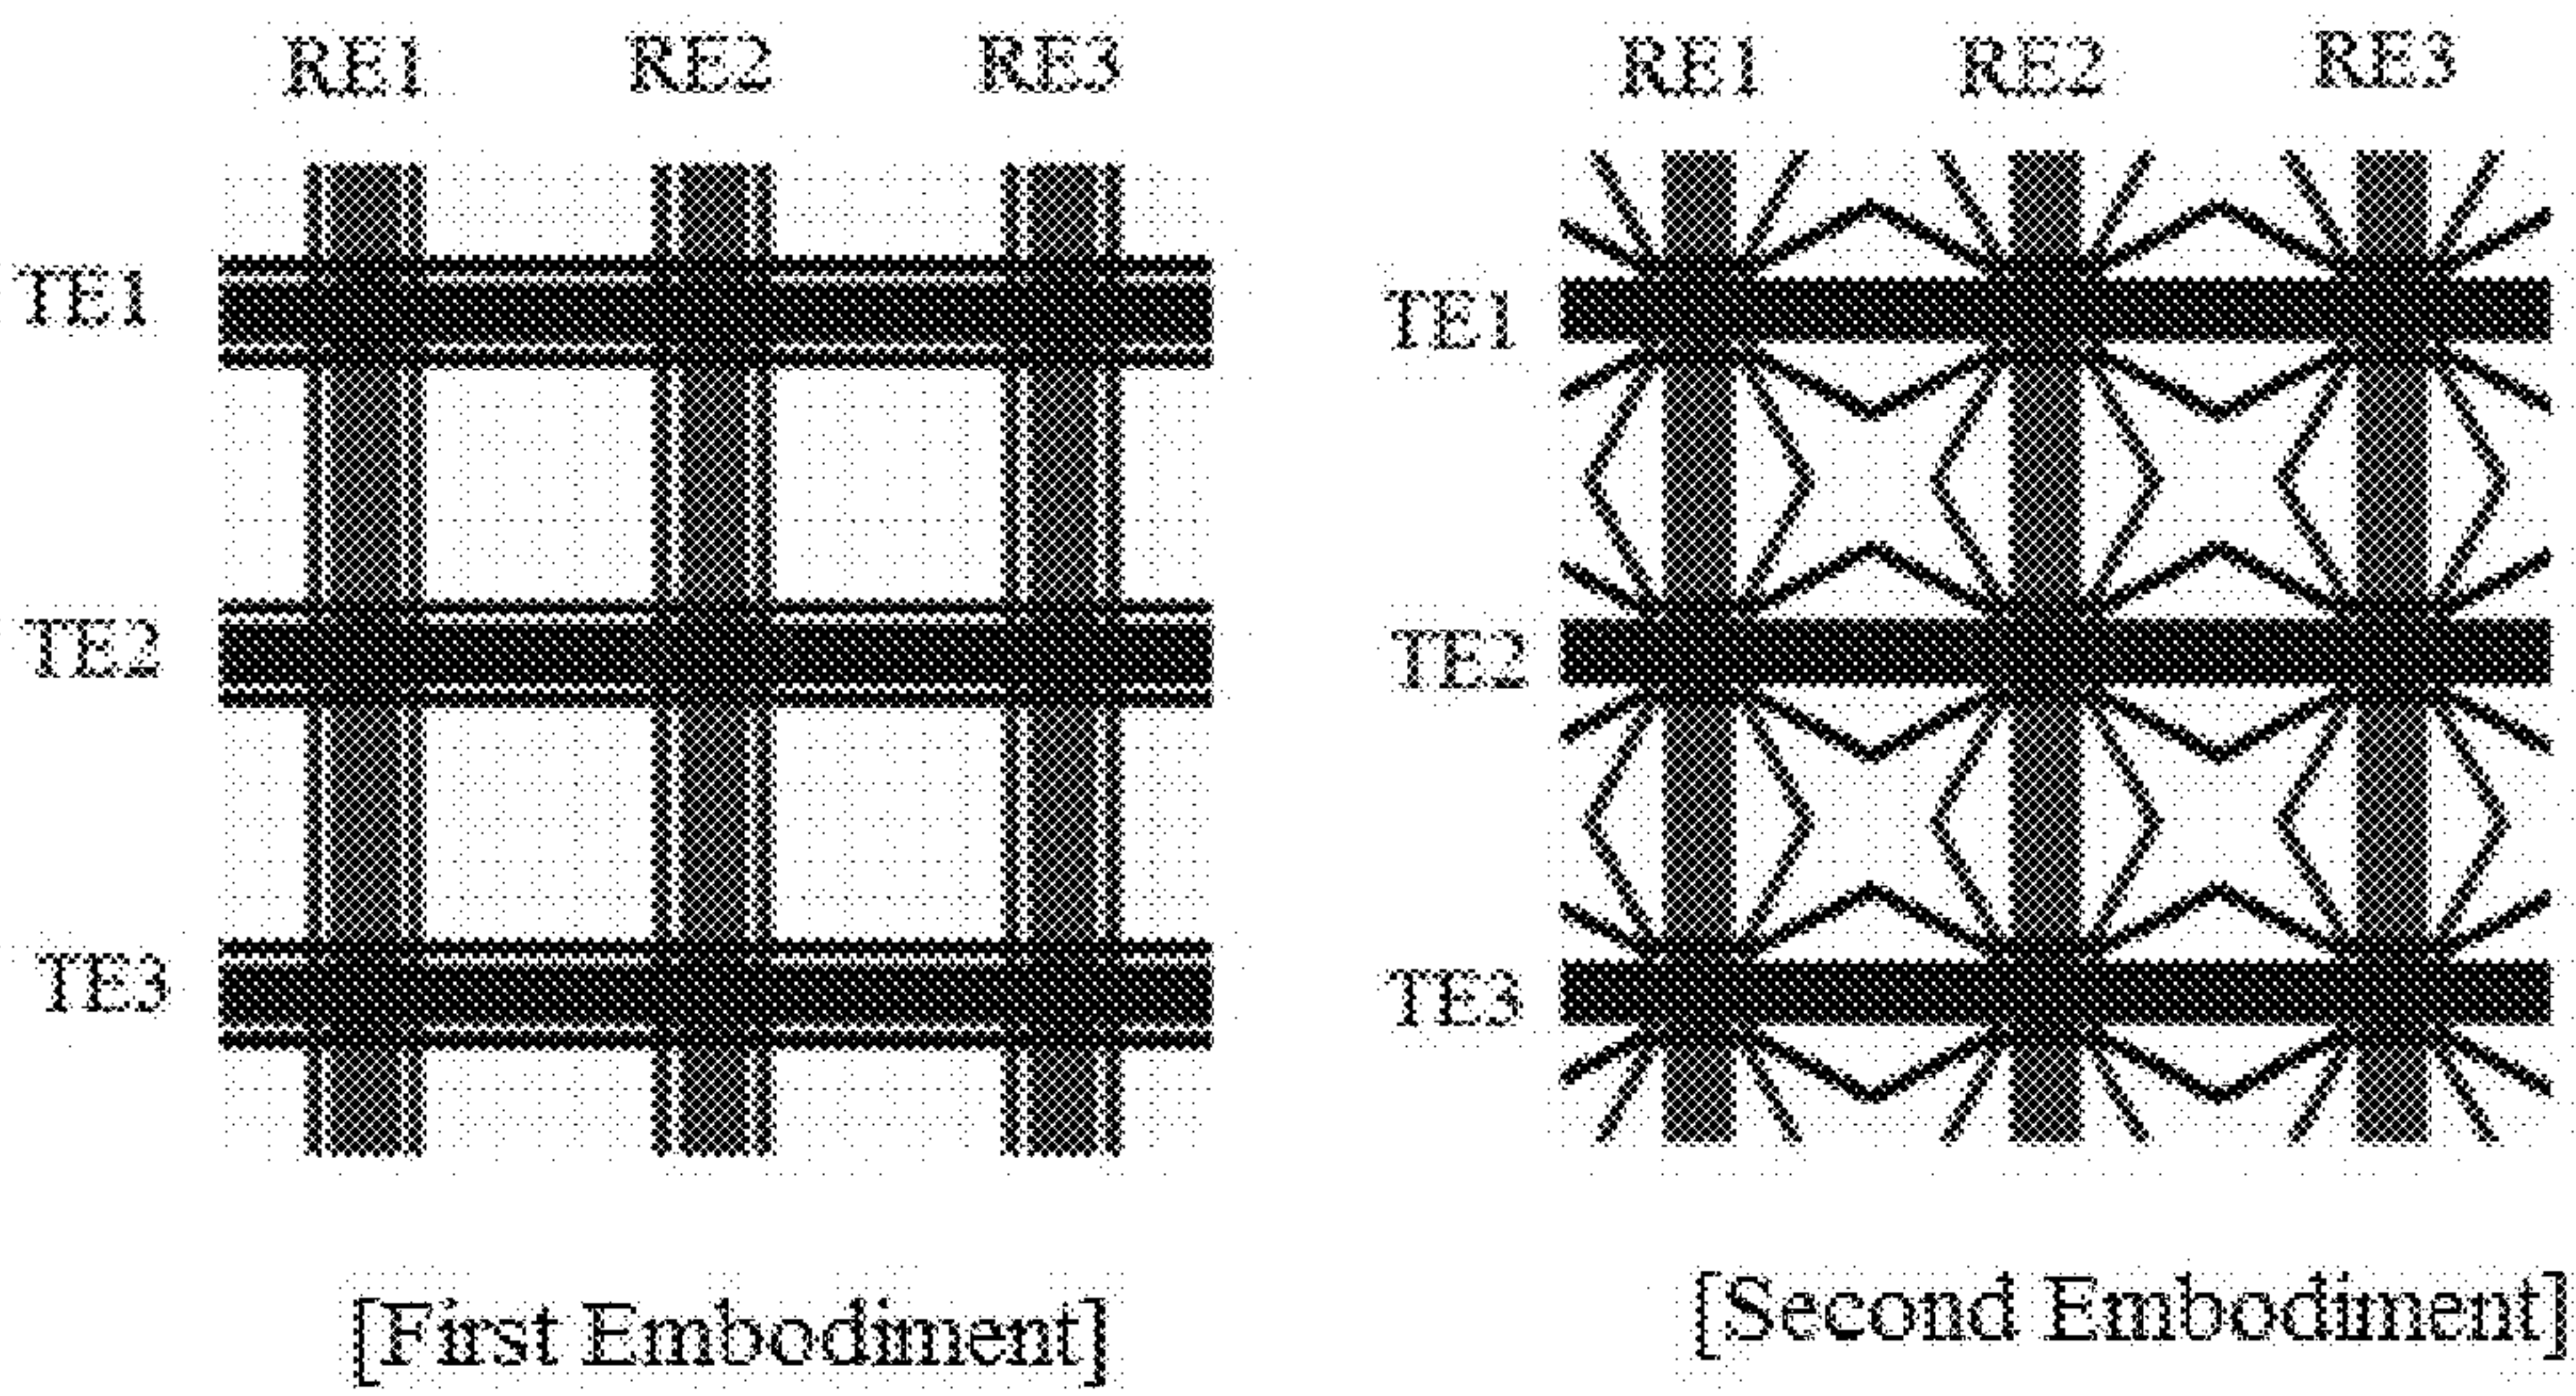 RE1 RE2 RE3
TE1
TE2
TE3
[First Embodiment]
RE1 RE2 RE3
TE1
TE2
TE3
[Second Embodiment]